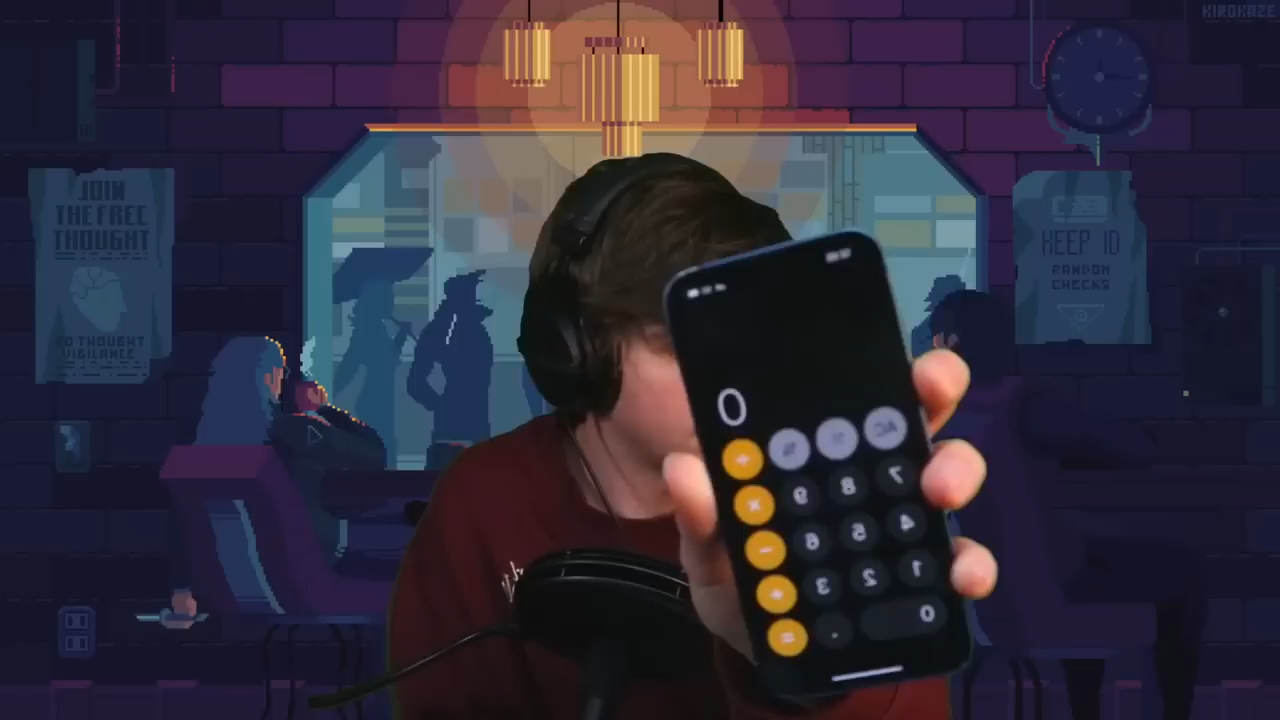 KIROKAZE
JOIN
THE FREE
THOUGHT
TO THOUGHT
VIGILANCE
KEEP ID
RANDOM
CHECKS
0
÷ % AC
× 9 8 7
− 6 5 4
+ 3 2 1
= . 0